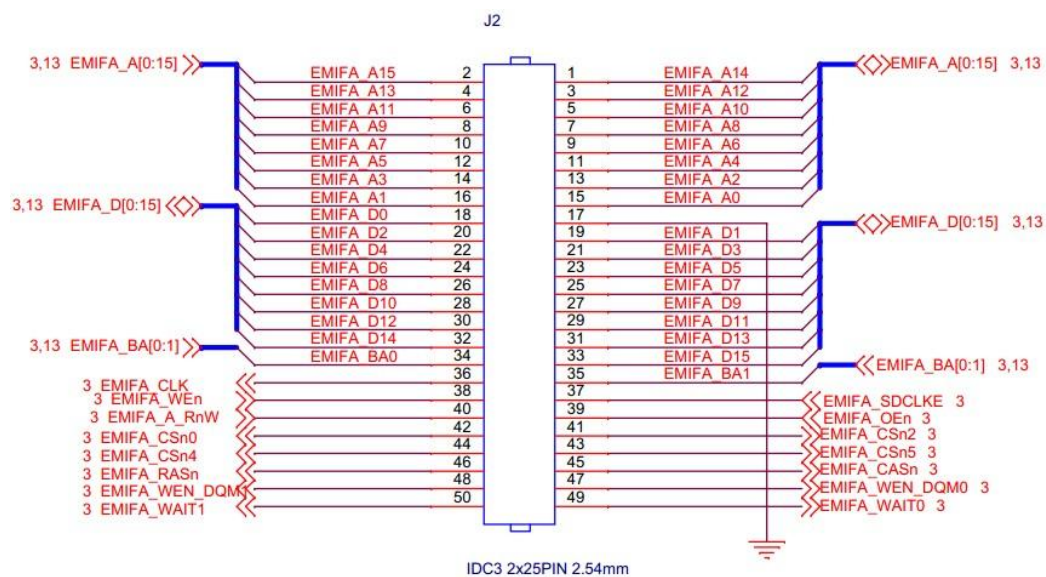 J2
3,13 EMIFA_A[0:15] EMIFA_A[0:15] 3,13
EMIFA_A15 2 1 EMIFA_A14
EMIFA_A13 4 3 EMIFA_A12
EMIFA_A11 6 5 EMIFA_A10
EMIFA_A9 8 7 EMIFA_A8
EMIFA_A7 10 9 EMIFA_A6
EMIFA_A5 12 11 EMIFA_A4
EMIFA_A3 14 13 EMIFA_A2
EMIFA_A1 16 15 EMIFA_A0
3,13 EMIFA_D[0:15] EMIFA_D0 18 17 EMIFA_D[0:15] 3,13
EMIFA_D2 20 19 EMIFA_D1
EMIFA_D4 22 21 EMIFA_D3
EMIFA_D6 24 23 EMIFA_D5
EMIFA_D8 26 25 EMIFA_D7
EMIFA_D10 28 27 EMIFA_D9
EMIFA_D12 30 29 EMIFA_D11
EMIFA_D14 32 31 EMIFA_D13
3,13 EMIFA_BA[0:1] EMIFA_BA0 34 33 EMIFA_D15
36 35 EMIFA_BA1 EMIFA_BA[0:1] 3,13
3 EMIFA_CLK 38 37 EMIFA_SDCLKE 3
3 EMIFA_WEn 40 39 EMIFA_OEn 3
3 EMIFA_A_RnW 42 41 EMIFA_CSn2 3
3 EMIFA_CSn0 44 43 EMIFA_CSn5 3
3 EMIFA_CSn4 46 45 EMIFA_CASn 3
3 EMIFA_RASn 48 47 EMIFA_WEN_DQM0 3
3 EMIFA_WEN_DQM1 50 49 EMIFA_WAIT0 3
3 EMIFA_WAIT1
IDC3 2x25PIN 2.54mm